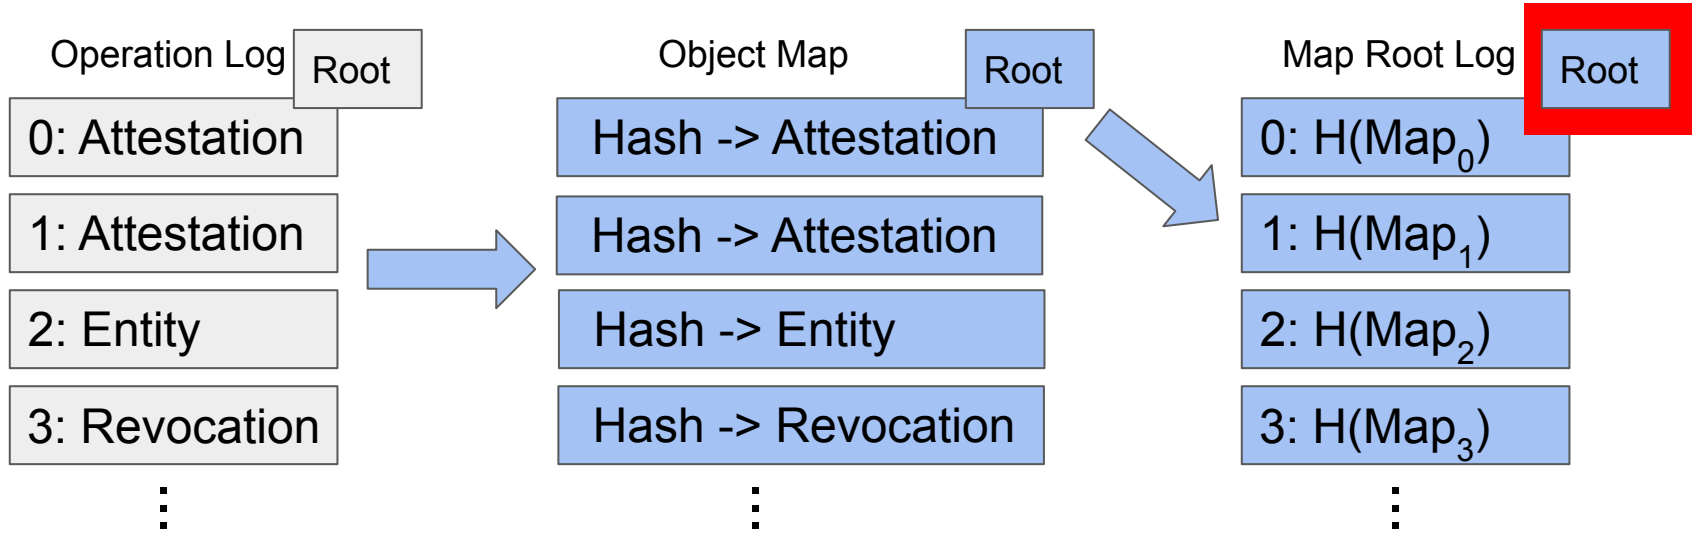 Operation Log
Root
0: Attestation
1: Attestation
2: Entity
3: Revocation
Object Map
Root
Hash -> Attestation
Hash -> Attestation
Hash -> Entity
Hash -> Revocation
Map Root Log
Root
0: H(Map₀)
1: H(Map₁)
2: H(Map₂)
3: H(Map₃)